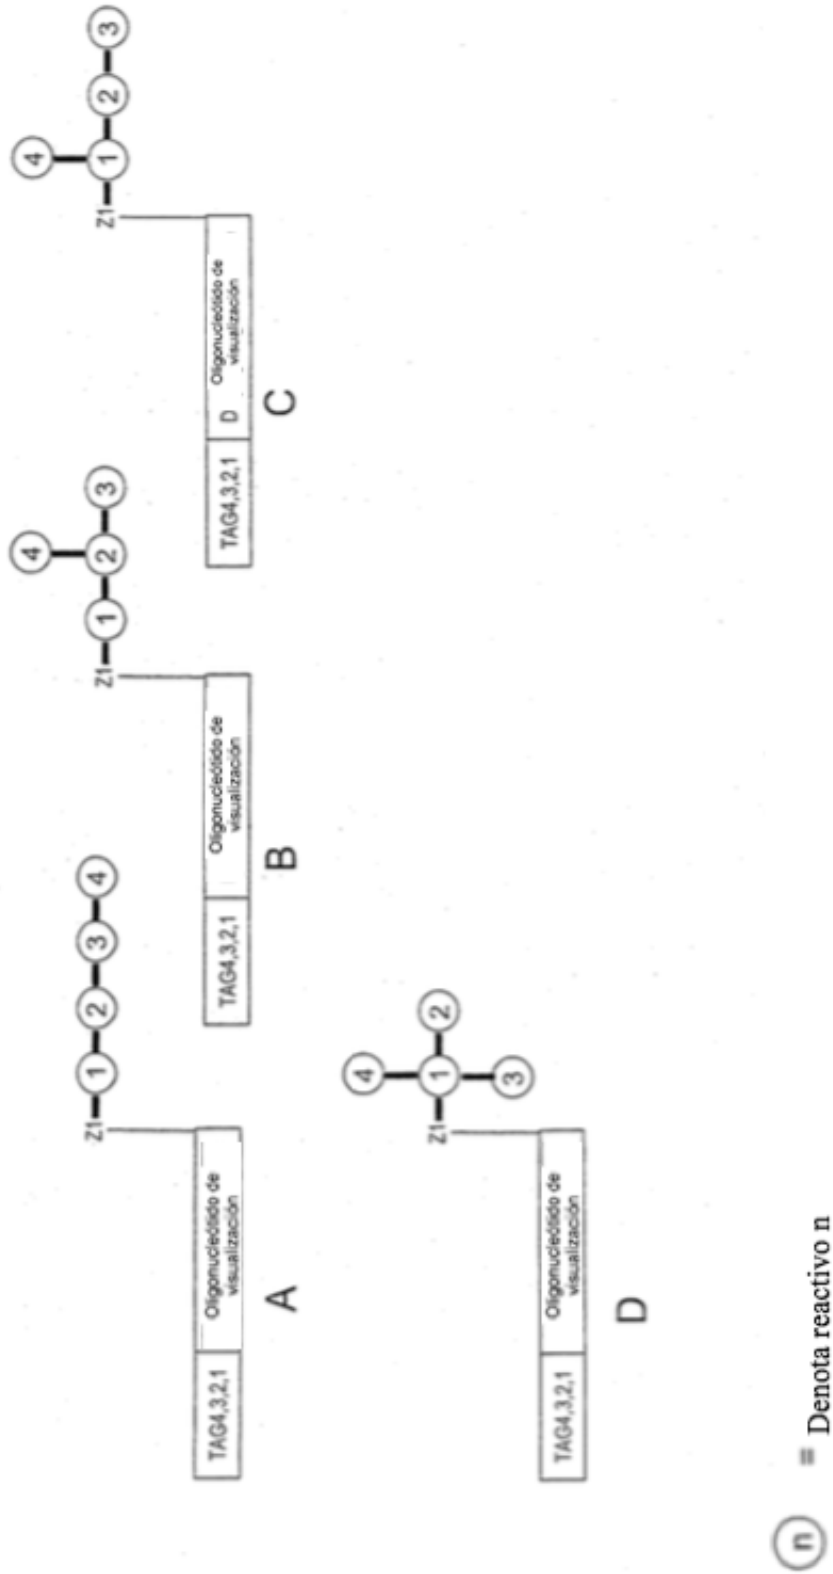 Z1 1 2 3 4
TAG4,3,2,1
Oligonucleótido de
visualización
A
4
Z1 1 2 3
TAG4,3,2,1
Oligonucleótido de
visualización
B
4
Z1 1 2 3
TAG4,3,2,1
D
Oligonucleótido de
visualización
C
4
Z1 1 2
3
TAG4,3,2,1
Oligonucleótido de
visualización
D
n = Denota reactivo n